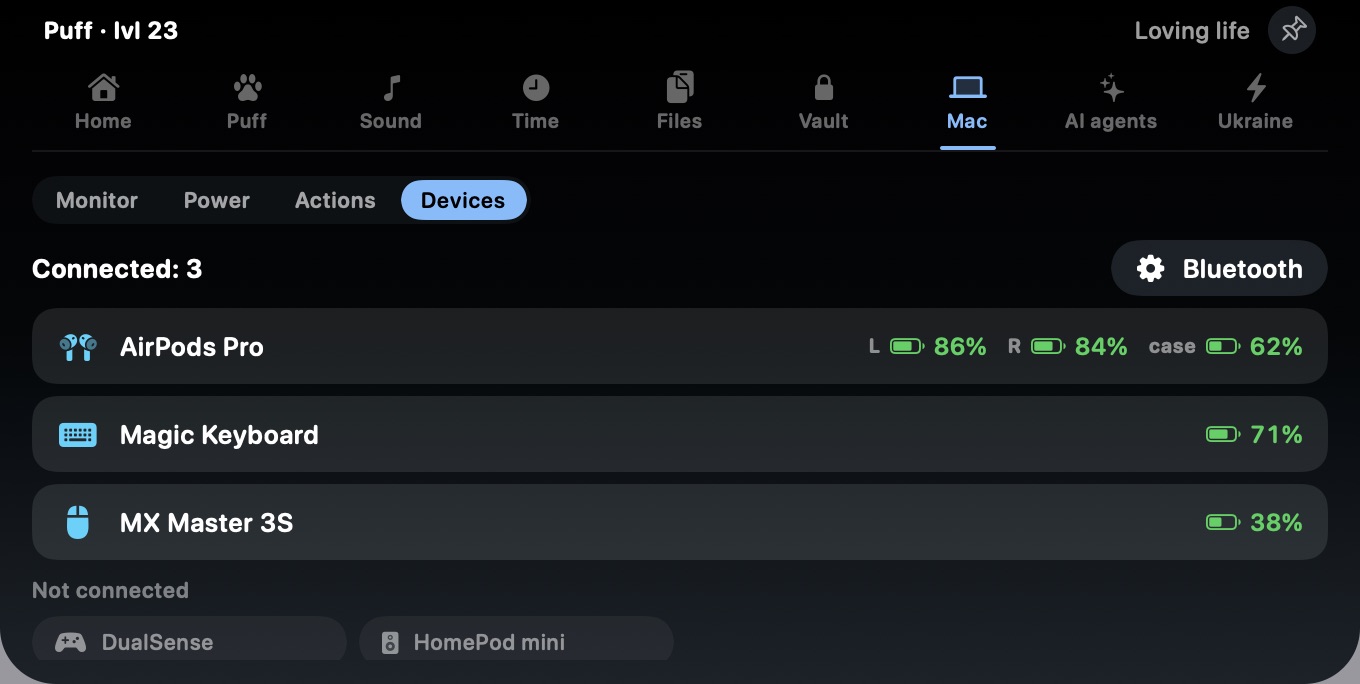 Puff · lvl 23
Loving life
Home
Puff
Sound
Time
Files
Vault
Mac
AI agents
Ukraine
Monitor
Power
Actions
Devices
Connected: 3
Bluetooth
AirPods Pro
L 86% R 84% case 62%
Magic Keyboard
71%
MX Master 3S
38%
Not connected
DualSense
HomePod mini